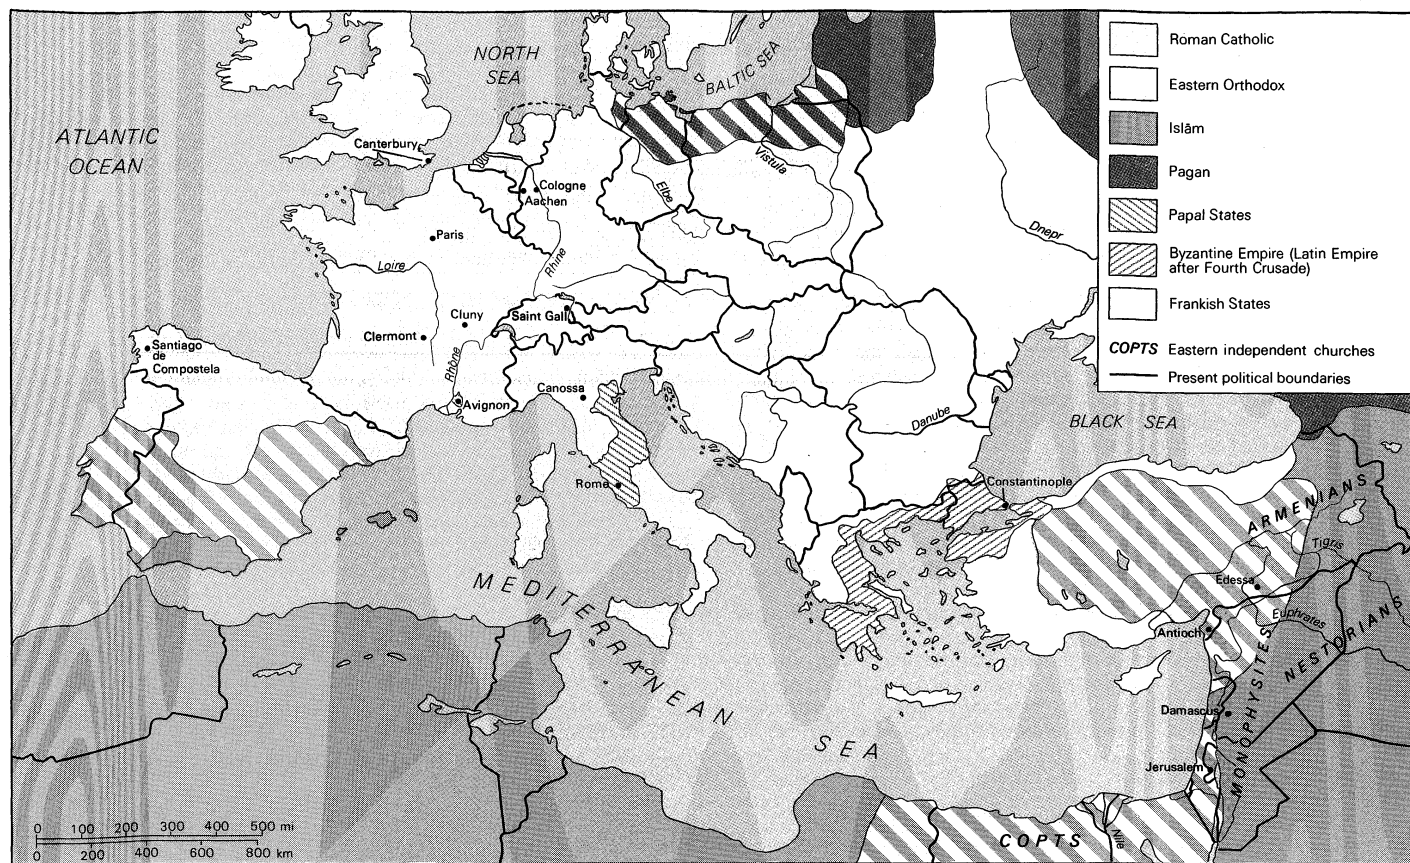 NORTH
SEA
BALTIC SEA
ATLANTIC
OCEAN
Canterbury
Vistula
Elbe
Cologne
Aachen
Dnepr
Paris
Loire
Rhine
Saint Gall
Cluny
Clermont
Rhône
Santiago
de
Compostela
Canossa
Avignon
Danube
BLACK SEA
Rome
Constantinople
ARMENIANS
Tigris
Edessa
Euphrates
Antioch
NESTORIANS
MONOPHYSITES
MEDITERRANEAN
SEA
Damascus
Jerusalem
COPTS
Nile
Roman Catholic
Eastern Orthodox
Islām
Pagan
Papal States
Byzantine Empire (Latin Empire
after Fourth Crusade)
Frankish States
COPTS Eastern independent churches
Present political boundaries
0 100 200 300 400 500 mi
0 200 400 600 800 km